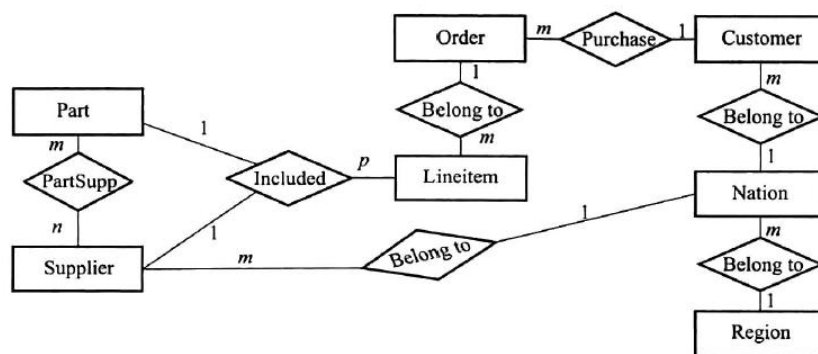 Order
m
Purchase
1
Customer
1
m
Part
1
Belong to
Belong to
m
m
p
1
PartSupp
Included
Lineitem
Nation
n
1
1
m
Supplier
m
Belong to
Belong to
1
Region